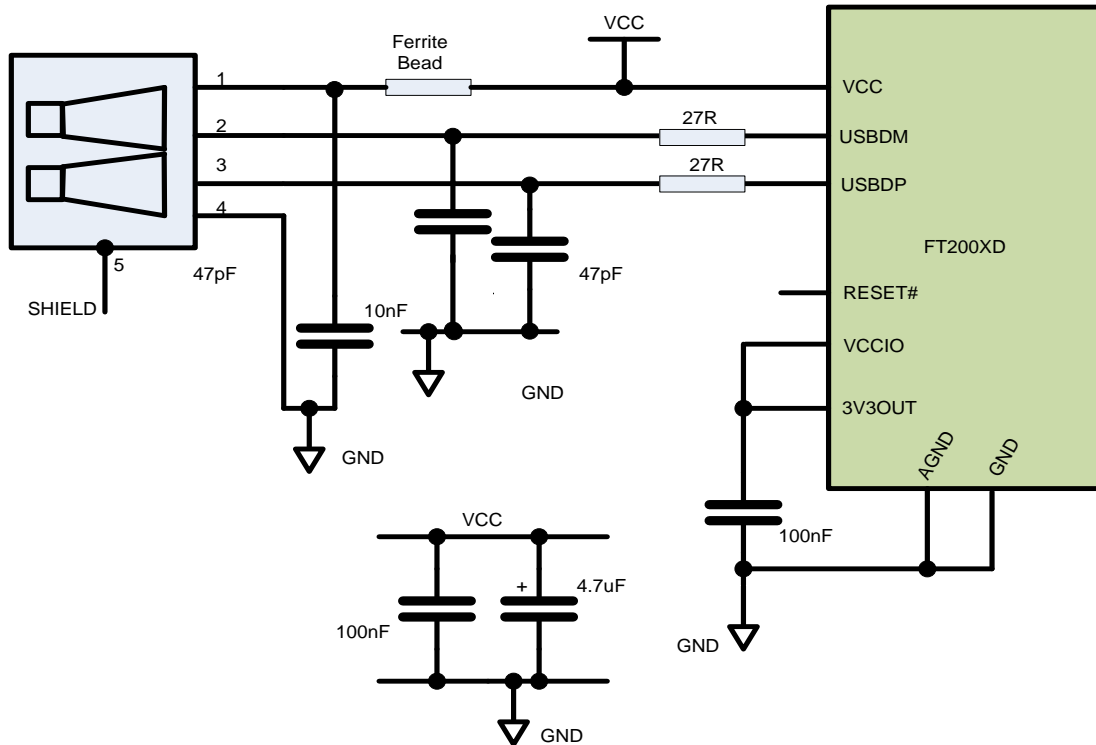 VCC
Ferrite
Bead
1
VCC
27R
2
USBDM
27R
3
USBDP
4
FT200XD
5
47pF
47pF
RESET#
SHIELD
10nF
VCCIO
GND
3V3OUT
GND
AGND
GND
VCC
100nF
+
4.7uF
100nF
GND
GND